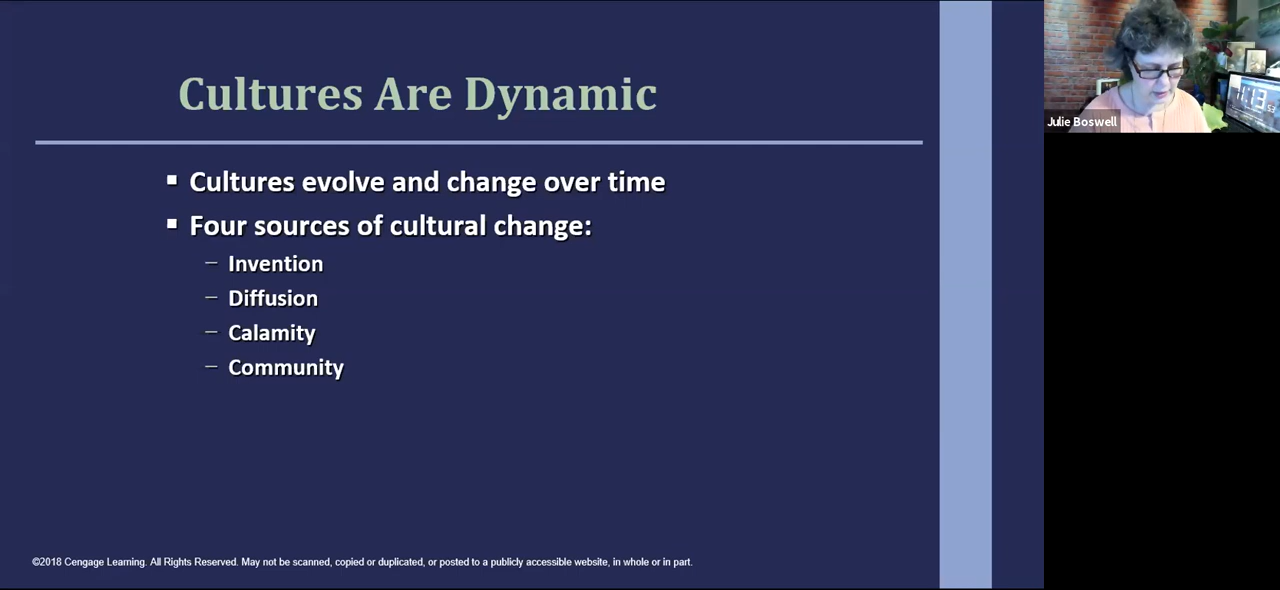 Cultures Are Dynamic
▪ Cultures evolve and change over time
▪ Four sources of cultural change:
– Invention
– Diffusion
– Calamity
– Community
©2018 Cengage Learning. All Rights Reserved. May not be scanned, copied or duplicated, or posted to a publicly accessible website, in whole or in part.
Julie Boswell